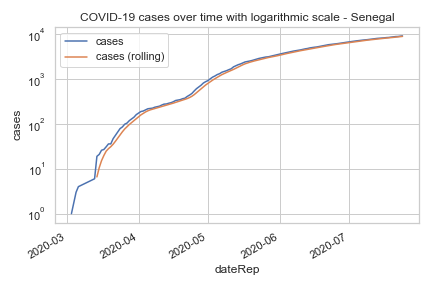 COVID-19 cases over time with logarithmic scale - Senegal
cases
cases (rolling)
10⁴
10³
10²
10¹
10⁰
cases
2020-03
2020-04
2020-05
2020-06
2020-07
dateRep